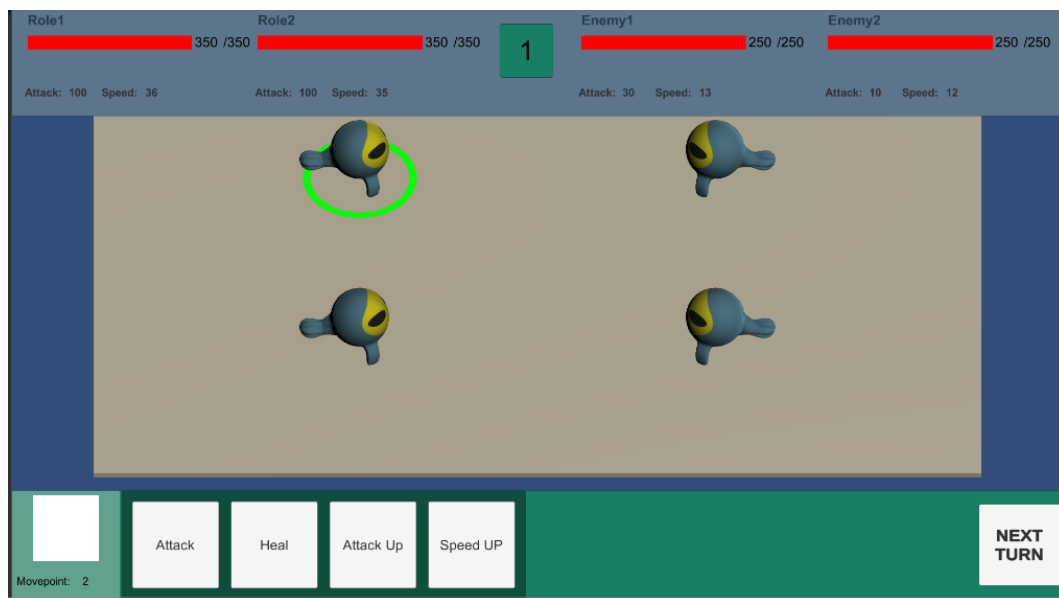 Role1
350 /350
Attack: 100 Speed: 36
Role2
350 /350
Attack: 100 Speed: 35
1
Enemy1
250 /250
Attack: 30 Speed: 13
Enemy2
250 /250
Attack: 10 Speed: 12
Movepoint: 2
Attack
Heal
Attack Up
Speed UP
NEXT
TURN